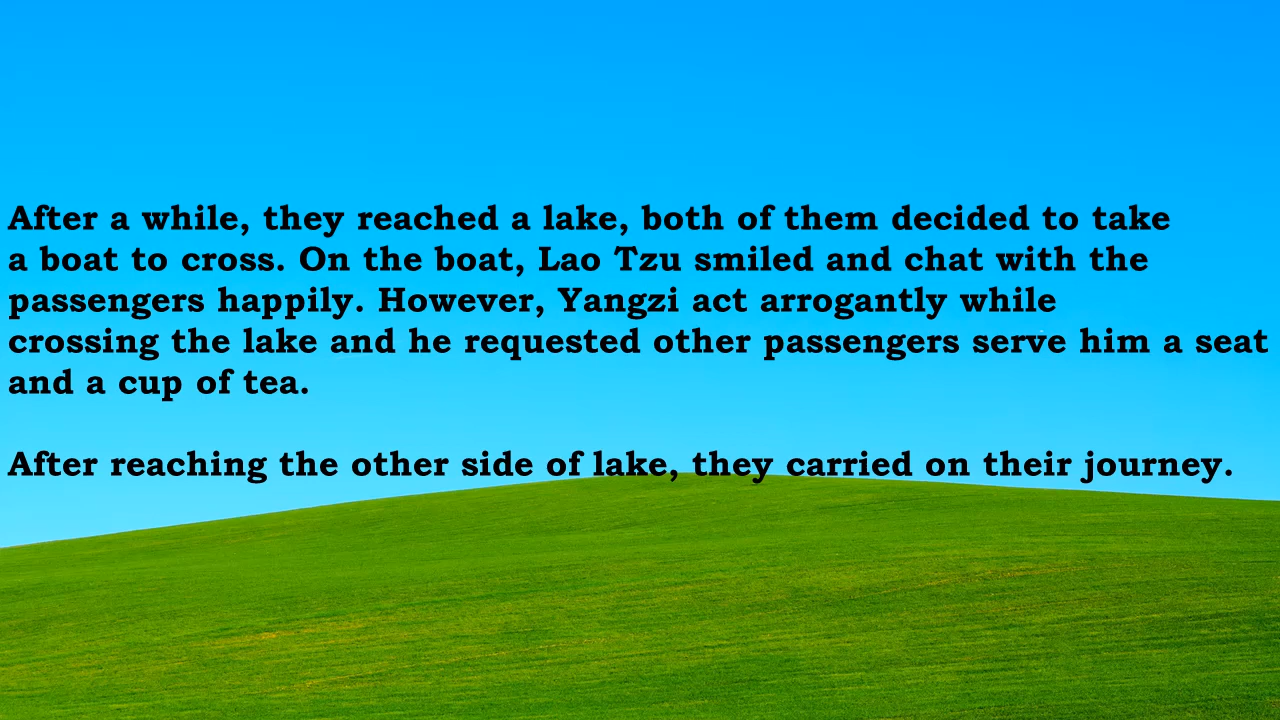 After a while, they reached a lake, both of them decided to take
a boat to cross. On the boat, Lao Tzu smiled and chat with the
passengers happily. However, Yangzi act arrogantly while
crossing the lake and he requested other passengers serve him a seat
and a cup of tea.
After reaching the other side of lake, they carried on their journey.